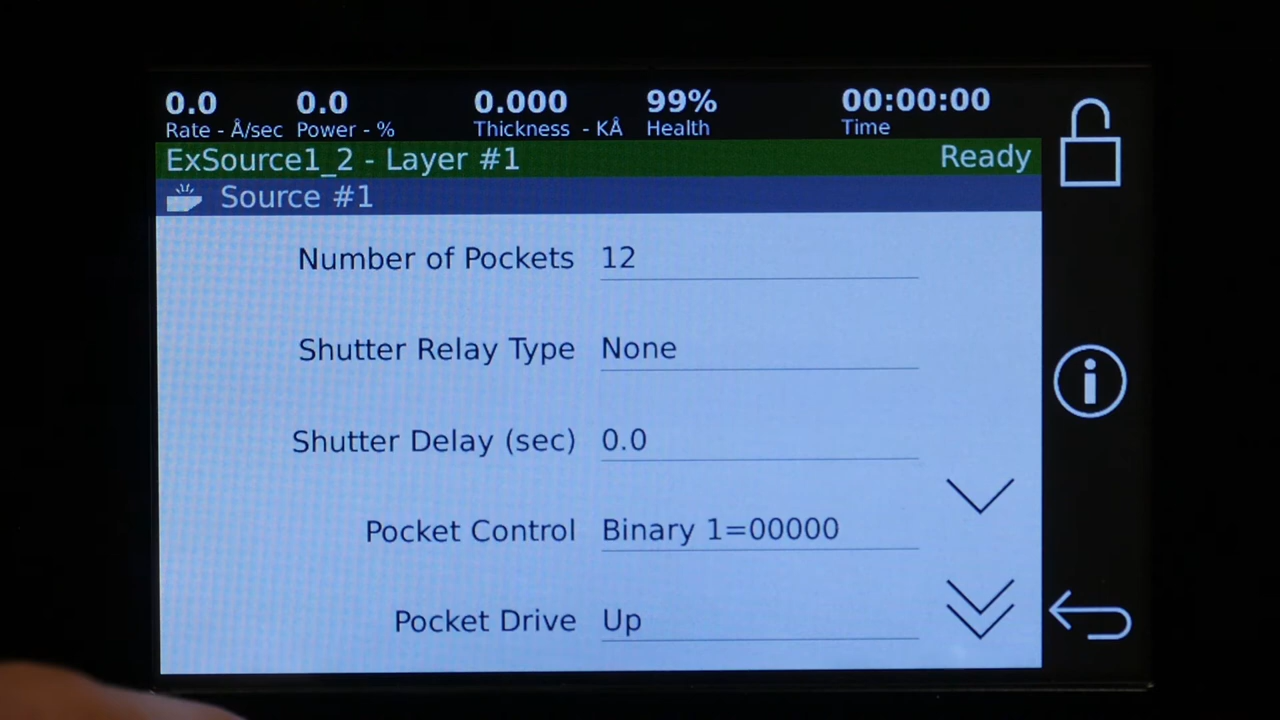 0.0 0.0 0.000 99% 00:00:00
Rate - Å/sec Power - % Thickness - KÅ Health Time
ExSource1_2 - Layer #1 Ready
Source #1
Number of Pockets 12
Shutter Relay Type None
Shutter Delay (sec) 0.0
Pocket Control Binary 1=00000
Pocket Drive Up